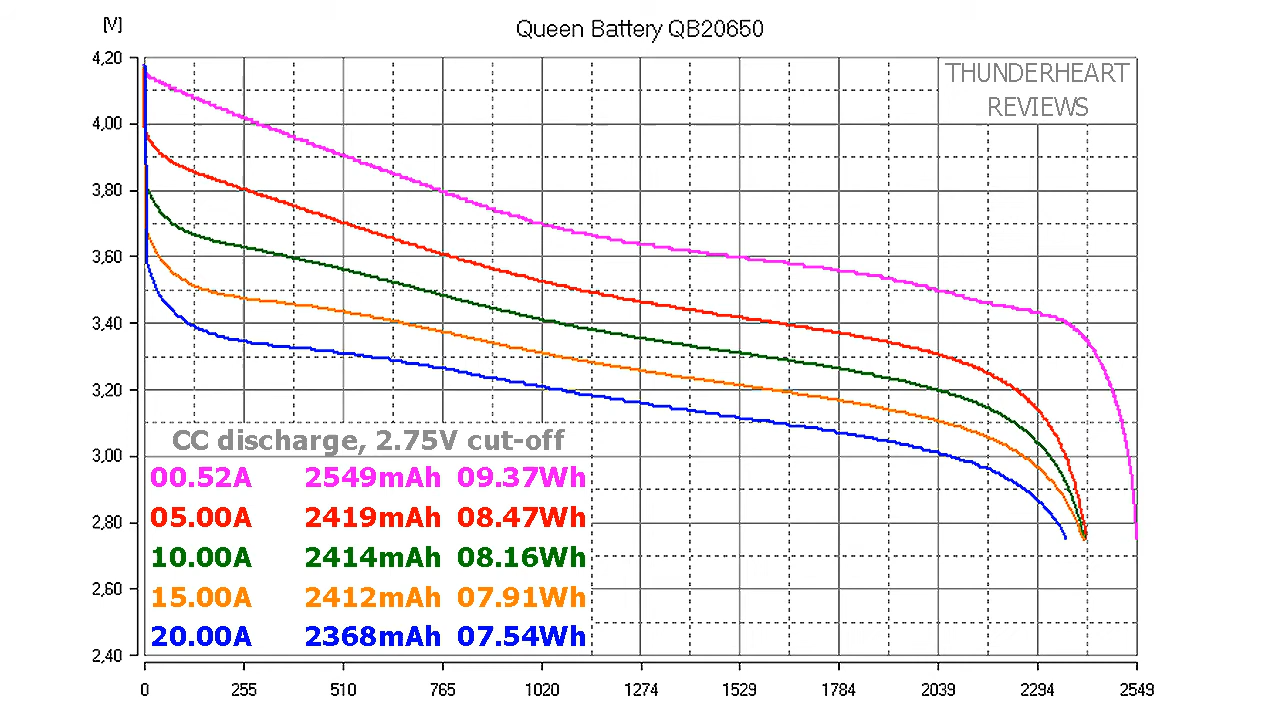 [V]
Queen Battery QB20650
THUNDERHEART
REVIEWS
4,20
4,00
3,80
3,60
3,40
3,20
3,00
2,80
2,60
2,40
CC discharge, 2.75V cut-off
00.52A 2549mAh 09.37Wh
05.00A 2419mAh 08.47Wh
10.00A 2414mAh 08.16Wh
15.00A 2412mAh 07.91Wh
20.00A 2368mAh 07.54Wh
0 255 510 765 1020 1274 1529 1784 2039 2294 2549